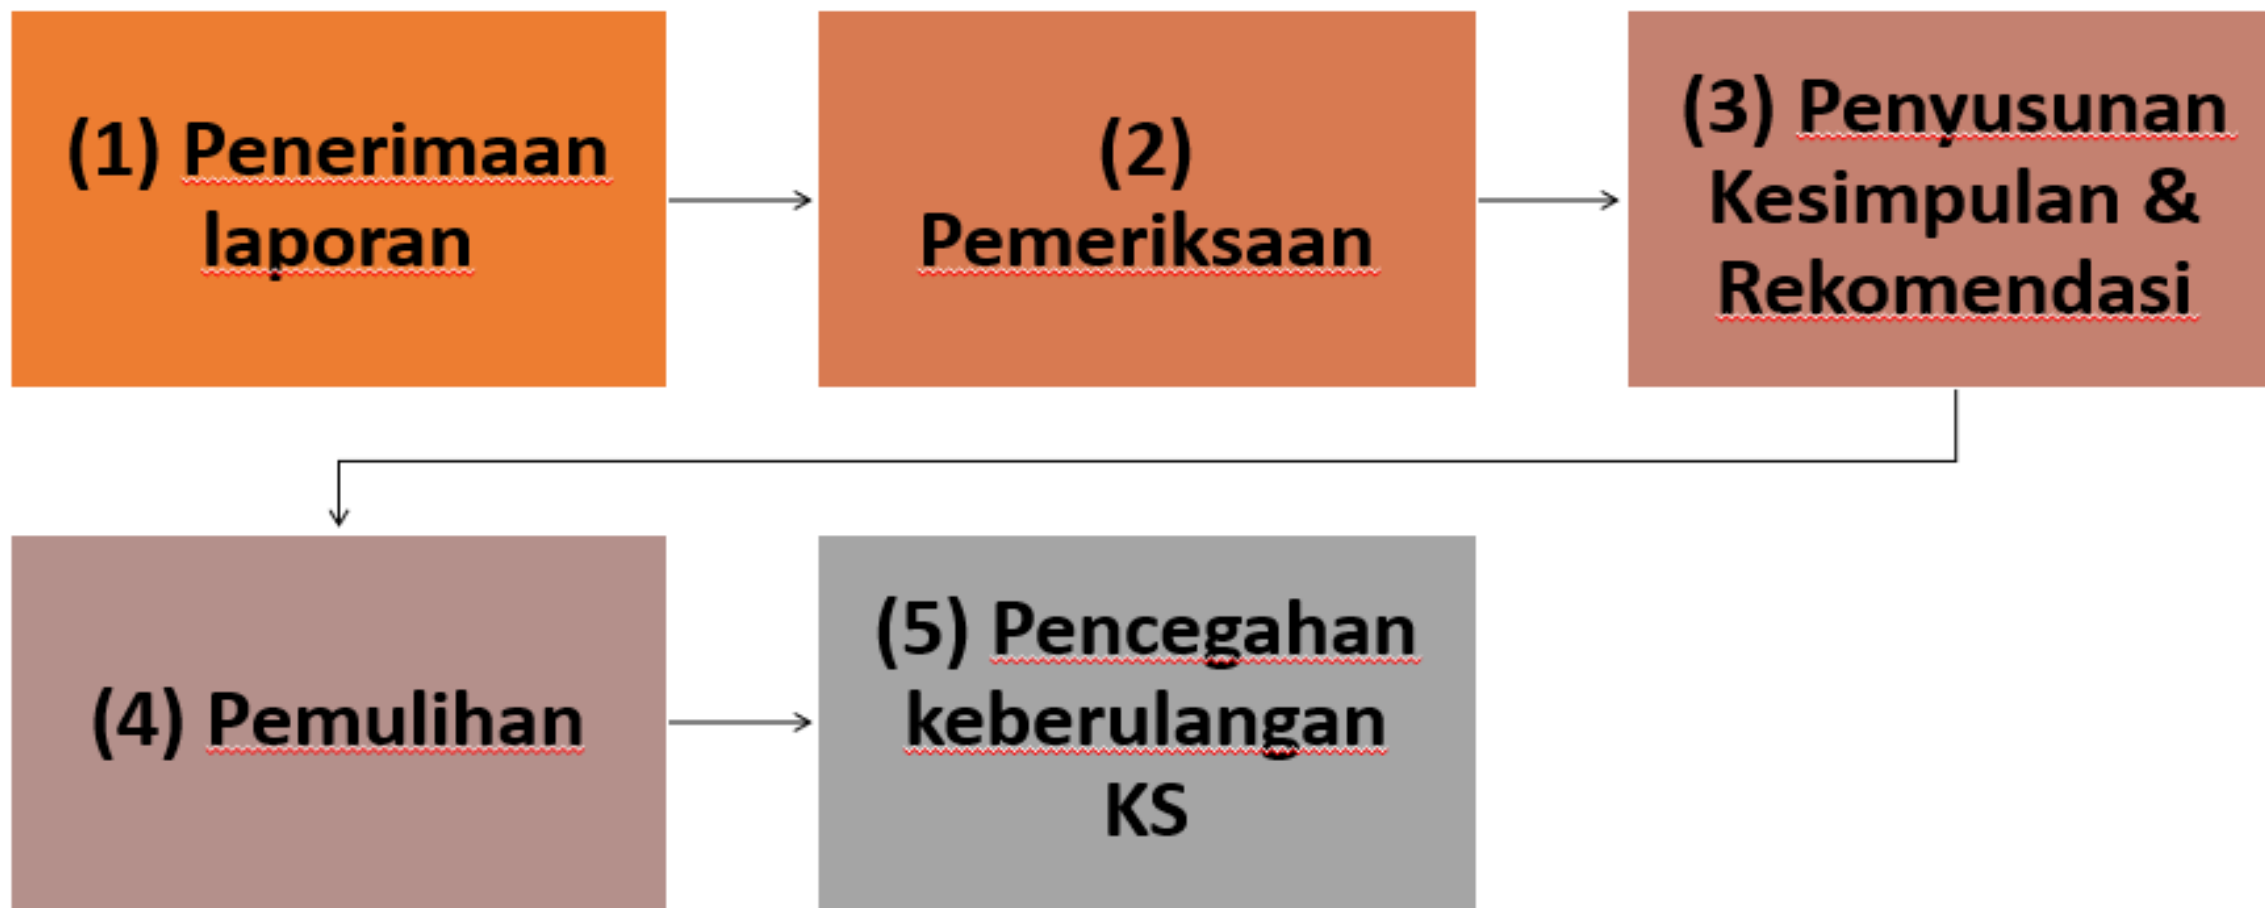 (1) Penerimaan
laporan
(2)
Pemeriksaan
(3) Penyusunan
Kesimpulan &
Rekomendasi
(4) Pemulihan
(5) Pencegahan
keberulangan
KS